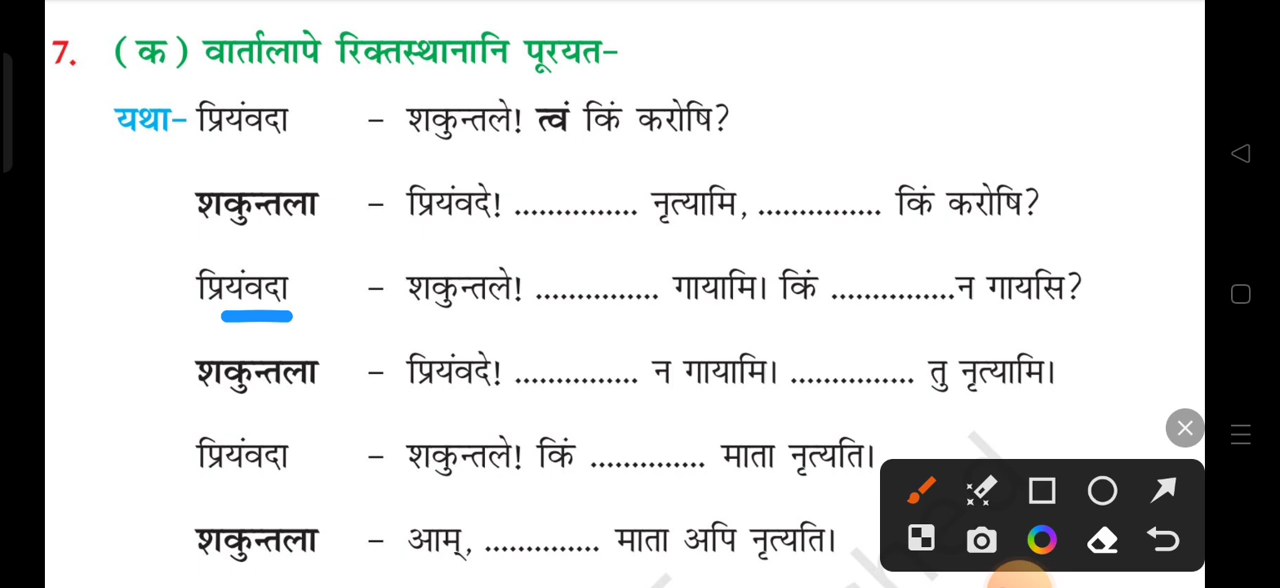 7. (क) वार्तालापे रिक्तस्थानानि पूरयत–
यथा– प्रियंवदा – शकुन्तले! त्वं किं करोषि?
शकुन्तला – प्रियंवदे! ............... नृत्यामि, ............... किं करोषि?
प्रियंवदा – शकुन्तले! ............... गायामि। किं ...............न गायसि?
शकुन्तला – प्रियंवदे! ............... न गायामि। ............... तु नृत्यामि।
प्रियंवदा – शकुन्तले! किं .............. माता नृत्यति।
शकुन्तला – आम्, .............. माता अपि नृत्यति।